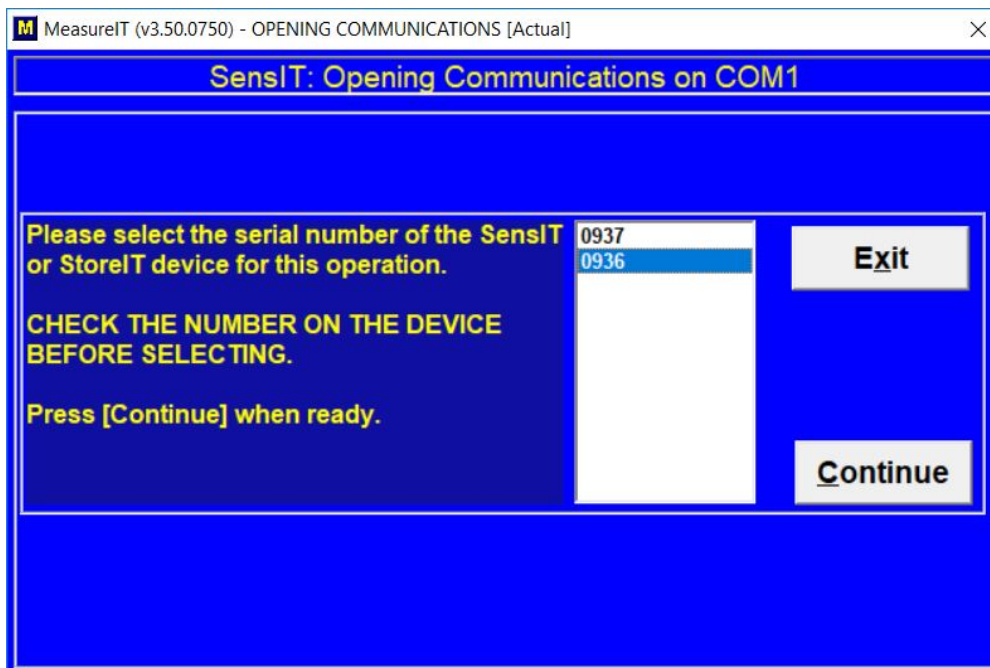 M MeasureIT (v3.50.0750) - OPENING COMMUNICATIONS [Actual]
SensIT: Opening Communications on COM1
Please select the serial number of the SensIT
or StoreIT device for this operation.
CHECK THE NUMBER ON THE DEVICE
BEFORE SELECTING.
Press [Continue] when ready.
0937
0936
Exit
Continue